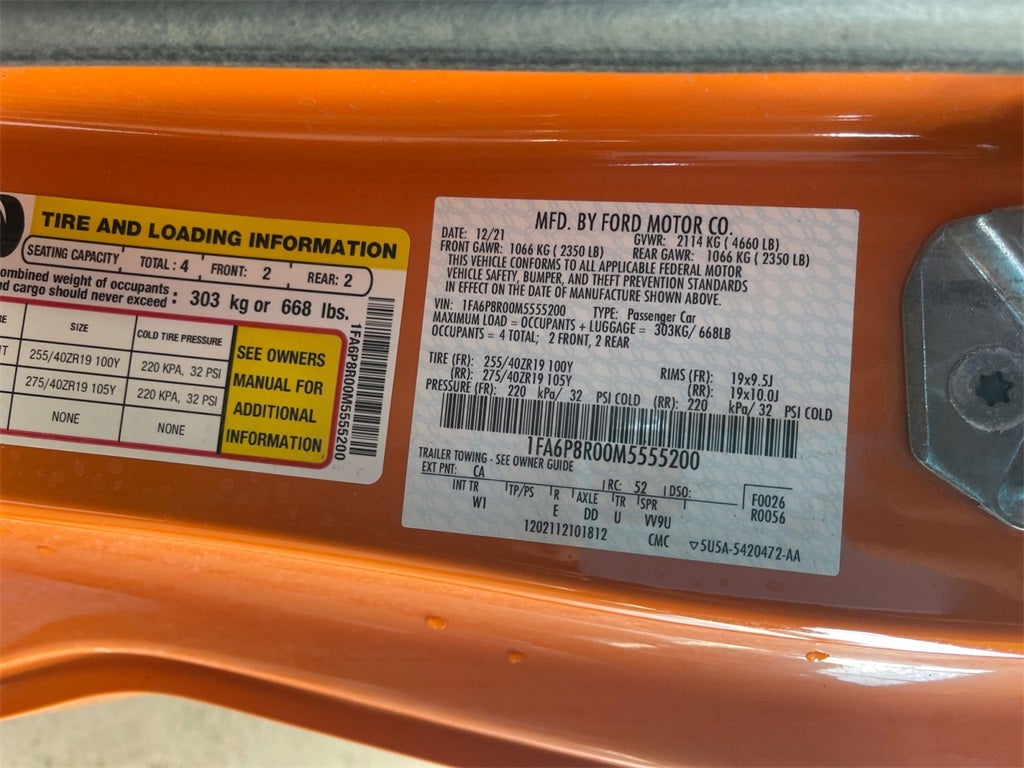 TIRE AND LOADING INFORMATION
SEATING CAPACITY TOTAL: 4 FRONT: 2 REAR: 2
ombined weight of occupants
nd cargo should never exceed : 303 kg or 668 lbs.
RE SIZE COLD TIRE PRESSURE
NT 255/40ZR19 100Y 220 KPA, 32 PSI
275/40ZR19 105Y 220 KPA, 32 PSI
NONE NONE
SEE OWNERS
MANUAL FOR
ADDITIONAL
INFORMATION
1FA6P8R00M5555200
MFD. BY FORD MOTOR CO.
DATE: 12/21 GVWR: 2114 KG ( 4660 LB)
FRONT GAWR: 1066 KG ( 2350 LB) REAR GAWR: 1066 KG ( 2350 LB)
THIS VEHICLE CONFORMS TO ALL APPLICABLE FEDERAL MOTOR
VEHICLE SAFETY, BUMPER, AND THEFT PREVENTION STANDARDS
IN EFFECT ON THE DATE OF MANUFACTURE SHOWN ABOVE.
VIN: 1FA6P8R00M5555200 TYPE: Passenger Car
MAXIMUM LOAD = OCCUPANTS + LUGGAGE = 303KG/ 668LB
OCCUPANTS = 4 TOTAL; 2 FRONT, 2 REAR
TIRE (FR): 255/40ZR19 100Y RIMS (FR): 19x9.5J
(RR): 275/40ZR19 105Y (RR): 19x10.0J
PRESSURE (FR): 220 kPa/ 32 PSI COLD (RR): 220 kPa/ 32 PSI COLD
1FA6P8R00M5555200
TRAILER TOWING - SEE OWNER GUIDE
EXT PNT: CA RC: 52 DSO: F0026
INT TR TP/PS R AXLE TR SPR R0056
W1 E DD U VV9U
1202112101812 CMC ▽5U5A-5420472-AA